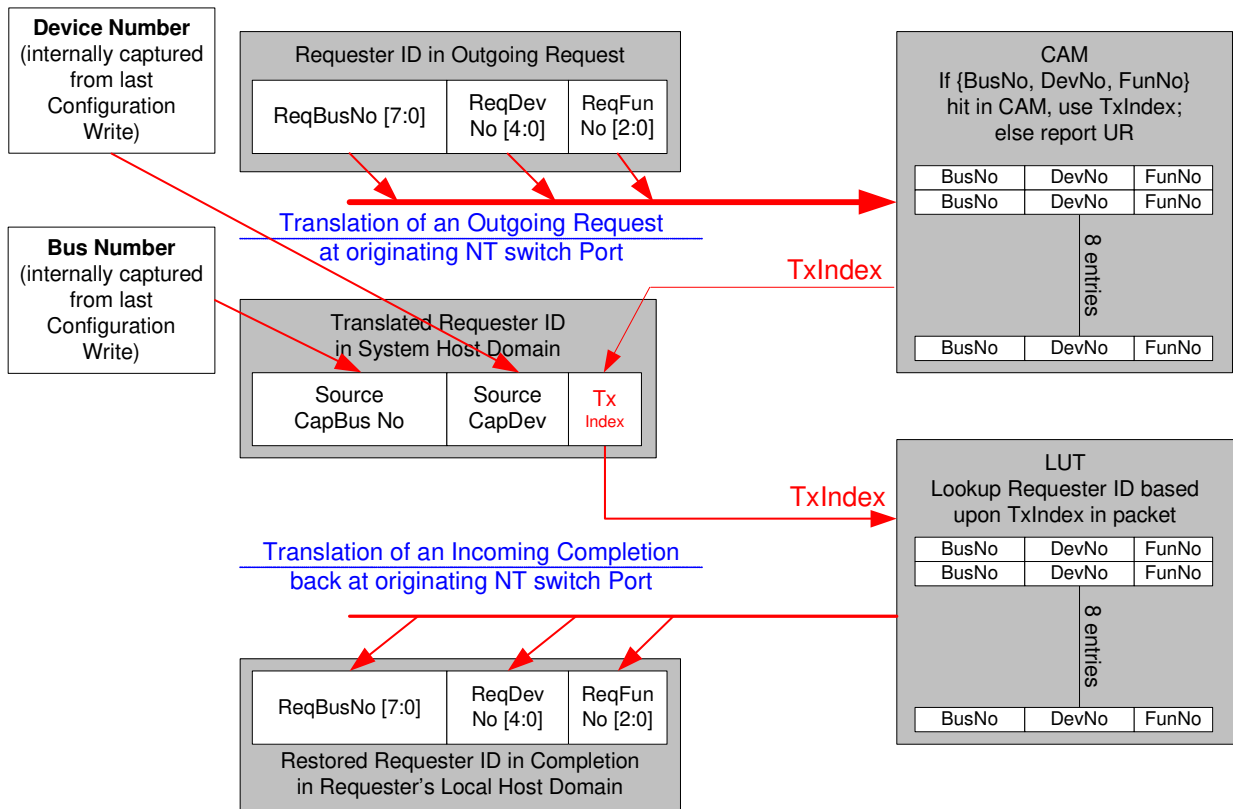 Device Number
(internally captured
from last
Configuration
Write)
Requester ID in Outgoing Request
ReqBusNo [7:0]
ReqDev
No [4:0]
ReqFun
No [2:0]
CAM
If {BusNo, DevNo, FunNo}
hit in CAM, use TxIndex;
else report UR
BusNo DevNo FunNo
BusNo DevNo FunNo
8 entries
BusNo DevNo FunNo
Translation of an Outgoing Request
at originating NT switch Port
Bus Number
(internally captured
from last
Configuration
Write)
TxIndex
Translated Requester ID
in System Host Domain
Source
CapBus No
Source
CapDev
Tx
Index
TxIndex
LUT
Lookup Requester ID based
upon TxIndex in packet
BusNo DevNo FunNo
BusNo DevNo FunNo
8 entries
BusNo DevNo FunNo
Translation of an Incoming Completion
back at originating NT switch Port
ReqBusNo [7:0]
ReqDev
No [4:0]
ReqFun
No [2:0]
Restored Requester ID in Completion
in Requester's Local Host Domain